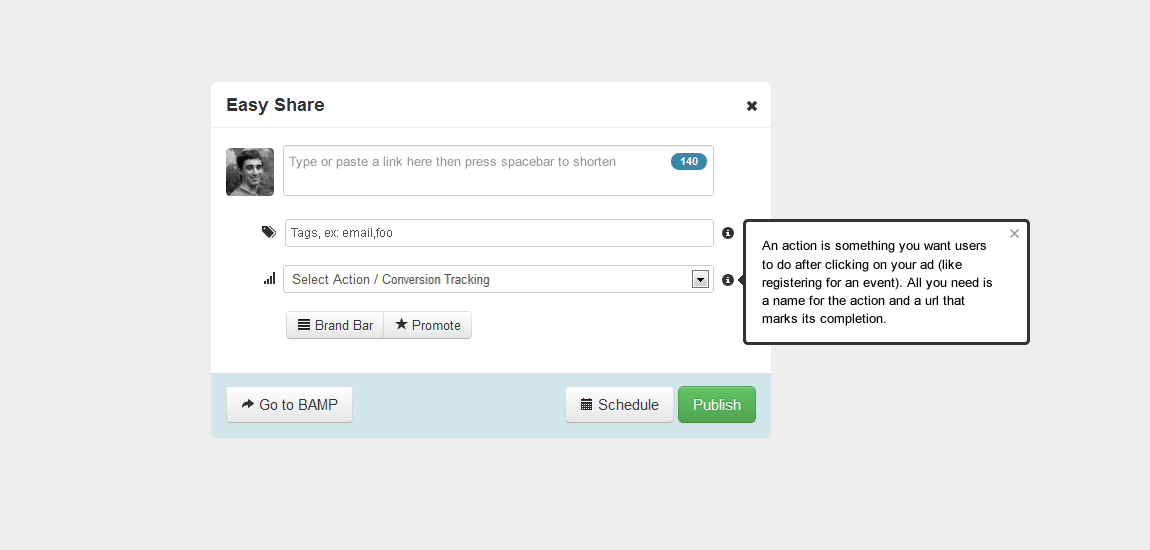 Easy Share
Type or paste a link here then press spacebar to shorten
140
Tags, ex: email,foo
Select Action / Conversion Tracking
An action is something you want users
to do after clicking on your ad (like
registering for an event). All you need is
a name for the action and a url that
marks its completion.
Brand Bar
Promote
Go to BAMP
Schedule
Publish